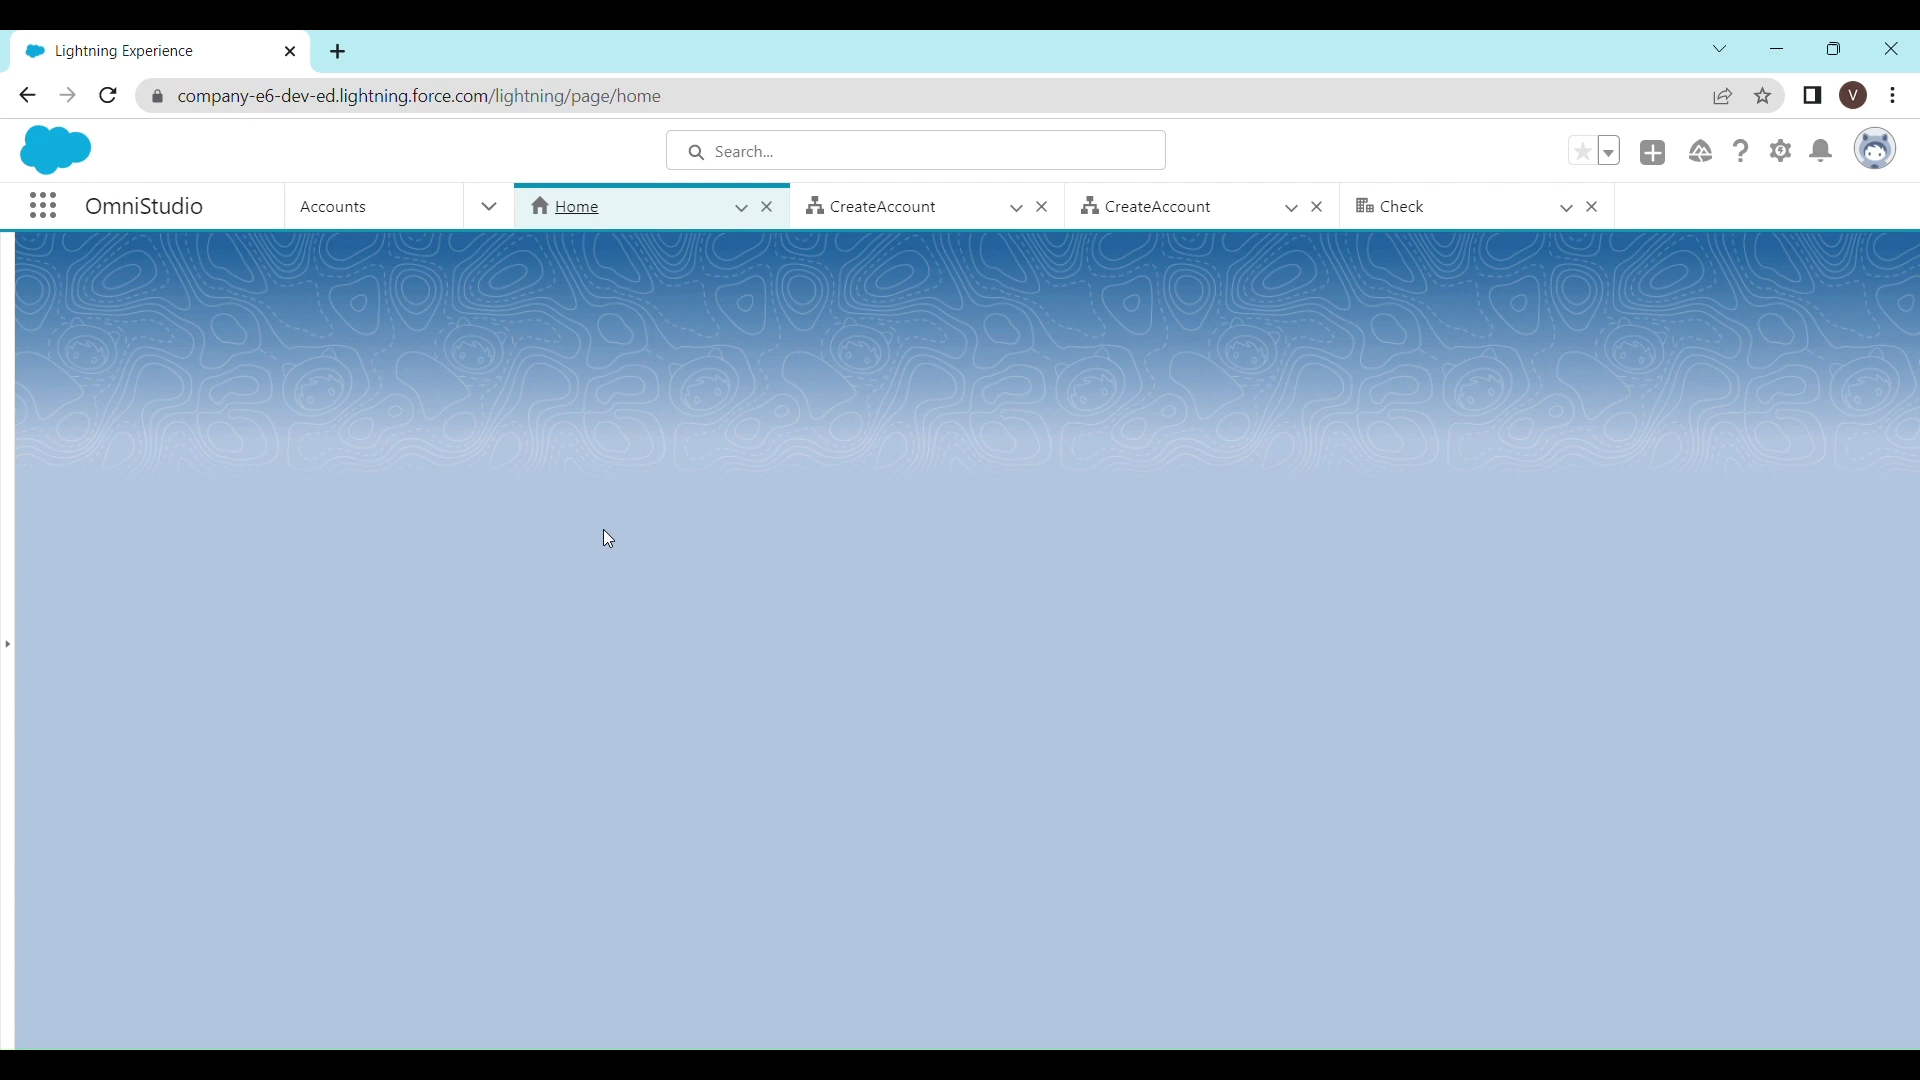 Lightning Experience
company-e6-dev-ed.lightning.force.com/lightning/page/home
V
Search...
OmniStudio
Accounts
Home
CreateAccount
CreateAccount
Check